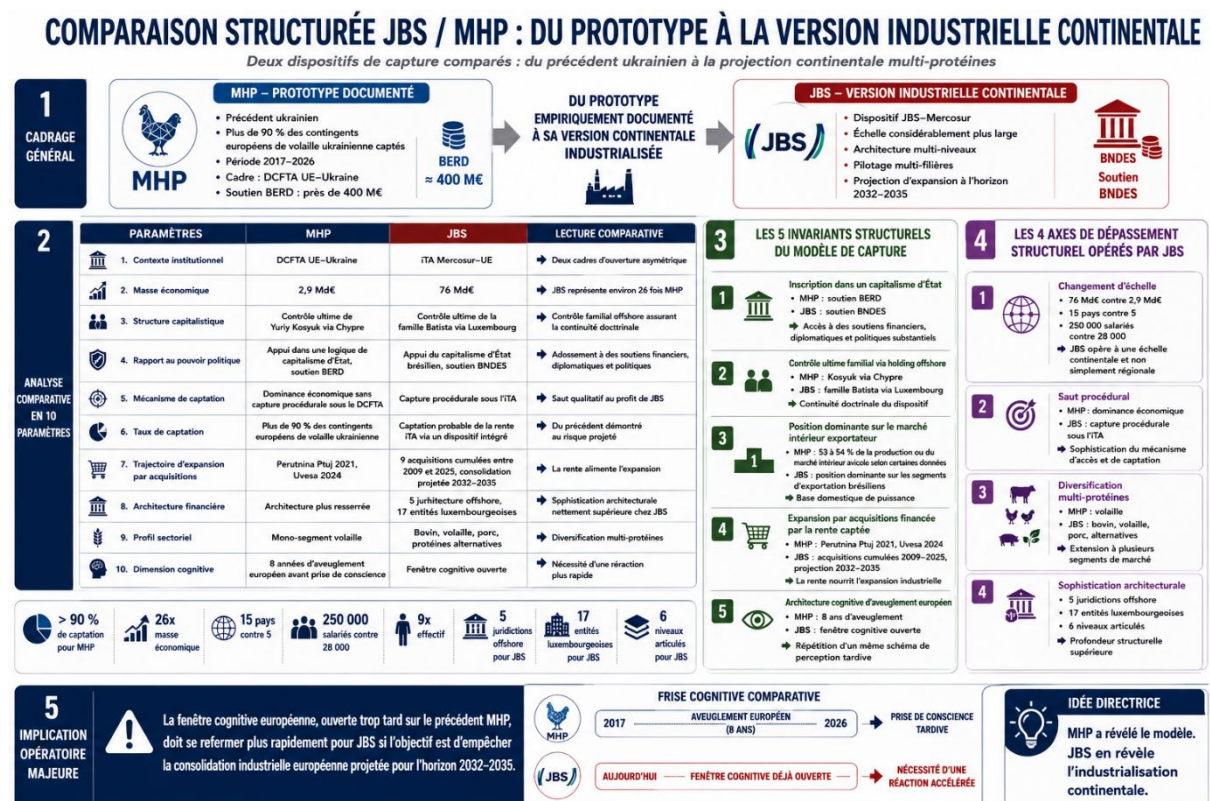 COMPARAISON STRUCTURÉE JBS / MHP : DU PROTOTYPE À LA VERSION INDUSTRIELLE CONTINENTALE
Deux dispositifs de capture comparés : du précédent ukrainien à la projection continentale multi-protéines
1
CADRAGE
GÉNÉRAL
MHP
MHP – PROTOTYPE DOCUMENTÉ
• Précédent ukrainien
• Plus de 90 % des contingents
européens de volaille ukrainienne captés
• Période 2017–2026
• Cadre : DCFTA UE–Ukraine
• Soutien BERD : près de 400 M€
BERD
≈ 400 M€
DU PROTOTYPE
EMPIRIQUEMENT DOCUMENTÉ
À SA VERSION CONTINENTALE
INDUSTRIALISÉE
JBS – VERSION INDUSTRIELLE CONTINENTALE
JBS
• Dispositif JBS–Mercosur
• Échelle considérablement plus large
• Architecture multi-niveaux
• Pilotage multi-filières
• Projection d'expansion à l'horizon
2032–2035
BNDES
Soutien
BNDES
2
ANALYSE
COMPARATIVE
EN 10
PARAMÈTRES
PARAMÈTRES MHP JBS LECTURE COMPARATIVE
1. Contexte institutionnel DCFTA UE–Ukraine iTA Mercosur–UE ➔ Deux cadres d'ouverture asymétrique
2. Masse économique 2,9 Md€ 76 Md€ ➔ JBS représente environ 26 fois MHP
3. Structure capitalistique Contrôle ultime de
Yuriy Kosyuk via Chypre Contrôle ultime de la
famille Batista via Luxembourg ➔ Contrôle familial offshore assurant
la continuité docttrinale
4. Rapport au pouvoir politique Appui dans une logique de
capitalisme d'État,
soutien BERD Appui du capitalisme d'État
brésilien, soutien BNDES ➔ Adossement à des soutiens financiers,
diplomatiques et politiques
5. Mécanisme de captation Dominance économique sans
capture procédurale sous le DCFTA Capture procédurale sous l'iTA ➔ Saut qualitatif au profit de JBS
6. Taux de captation Plus de 90 % des contingents
européens de volaille ukrainienne Captation probable de la rente
iTA via un dispositif intégré ➔ Du précédent démontré
au risque projeté
7. Trajectoire d'expansion
par acquisitions Perutnina Ptuj 2021,
Uvesa 2024 9 acquisitions cumulées entre
2009 et 2025, consolidation
projetée 2032–2035 ➔ La rente alimente l'expansion
8. Architecture financière Architecture plus resserrée 5 jurhitecture offshore,
17 entités luxembourgeoises ➔ Sophistication architecturale
nettement supérieure chez JBS
9. Profil sectoriel Mono-segment volaille Bovin, volaille, porc,
protéines alternatives ➔ Diversification multi-protéines
10. Dimension cognitive 8 années d'aveuglement
européen avant prise de conscience Fenêtre cognitive ouverte ➔ Nécessité d'une réraction
plus rapide
> 90 %
de captation
pour MHP
26x
masse
économique
15 pays
contre 5
250 000
salariés contre
28 000
9x
effectif
5
juridictions
offshore
pour JBS
17
entités
luxembourgeoises
pour JBS
6
niveaux
articulés
pour JBS
3 LES 5 INVARIANTS STRUCTURELS
DU MODÈLE DE CAPTURE
1
Inscription dans un capitalisme d'État
• MHP : soutien BERD
• JBS : soutien BNDES
➔ Accès à des soutiens financiers,
diplomatiques et politiques substantiels
2
Contrôle ultime familial via holding offshore
• MHP : Kosyuk via Chypre
• JBS : famille Batista via Luxembourg
➔ Continuité doctrinale du dispositif
3
1
Position dominante sur le marché
intérieur exportateur
• MHP : 53 à 54 % de la production ou du
marché intérieur avicole selon certaines données
• JBS : position dominante sur les segments
d'exportation brésiliens
➔ Base domestique de puissance
4
Expansion par acquisitions financée
par la rente captée
• MHP : Perutnina Ptuj 2021, Uvesa 2024
• JBS : acquisitions cumulées 2009–2025,
projection 2032–2035
➔ La rente nourrit l'expansion industrielle
5
Architecture cognitive d'aveuglement européen
• MHP : 8 ans d'aveuglement
• JBS : fenêtre cognitive ouverte
➔ Répétition d'un même schéma de
perception tardive
4 LES 4 AXES DE DÉPASSEMENT
STRUCTUREL OPÉRÉS PAR JBS
1
Changement d'échelle
• 76 Md€ contre 2,9 Md€
• 15 pays contre 5
• 250 000 salariés
contre 28 000
➔ JBS opère à une échelle
continentale et non
simplement régionale
2
Saut procédural
• MHP : dominance économique
• JBS : capture procédurale
sous l'iTA
➔ Sophistication du mécanisme
d'accès et de captation
3
Diversification
multi-protéines
• MHP : volaille
• JBS : bovin, volaille,
porc, alternatives
➔ Extension à plusieurs
segments de marché
4
Sophistication architecturale
• 5 juridictions offshore
• 17 entités luxembourgeoises
• 6 niveaux articulés
➔ Profondeur structurelle
supérieure
5
IMPLICATION
OPÉRATOIRE
MAJEURE
La fenêtre cognitive européenne, ouverte trop tard sur le précédent MHP,
doit se refermer plus rapidement pour JBS si l'objectif est d'empêcher
la consolidation industrielle européenne projetée pour l'horizon 2032–2035.
FRISE COGNITIVE COMPARATIVE
MHP
2017 AVEUGLEMENT EUROPÉEN
(8 ANS) 2026
➔ PRISE DE CONSCIENCE
TARDIVE
JBS
AUJOURD'HUI FENÊTRE COGNITIVE DÉJÀ OUVERTE
➔ NÉCESSITÉ D'UNE
RÉACTION ACCÉLÉRÉE
IDÉE DIRECTRICE
MHP a révélé le modèle.
JBS en révèle
l'industrialisation
continentale.